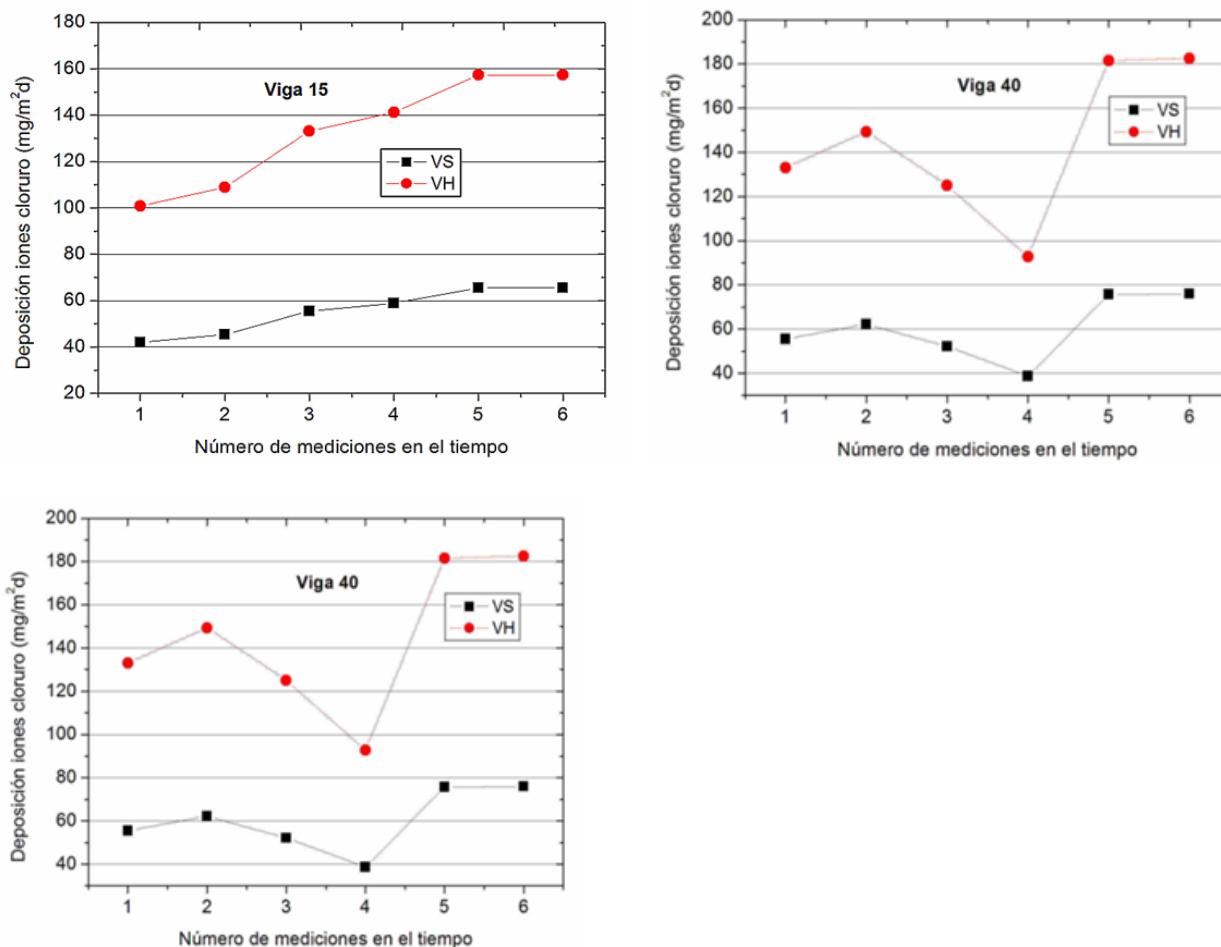 180
160
140
120
100
80
60
40
20
Deposición iones cloruro (mg/m²d)
Viga 15
VS
VH
1 2 3 4 5 6
Número de mediciones en el tiempo
200
180
160
140
120
100
80
60
40
Deposición iones cloruro (mg/m²d)
Viga 40
VS
VH
1 2 3 4 5 6
Número de mediciones en el tiempo
200
180
160
140
120
100
80
60
40
Deposición iones cloruro (mg/m²d)
Viga 40
VS
VH
1 2 3 4 5 6
Número de mediciones en el tiempo